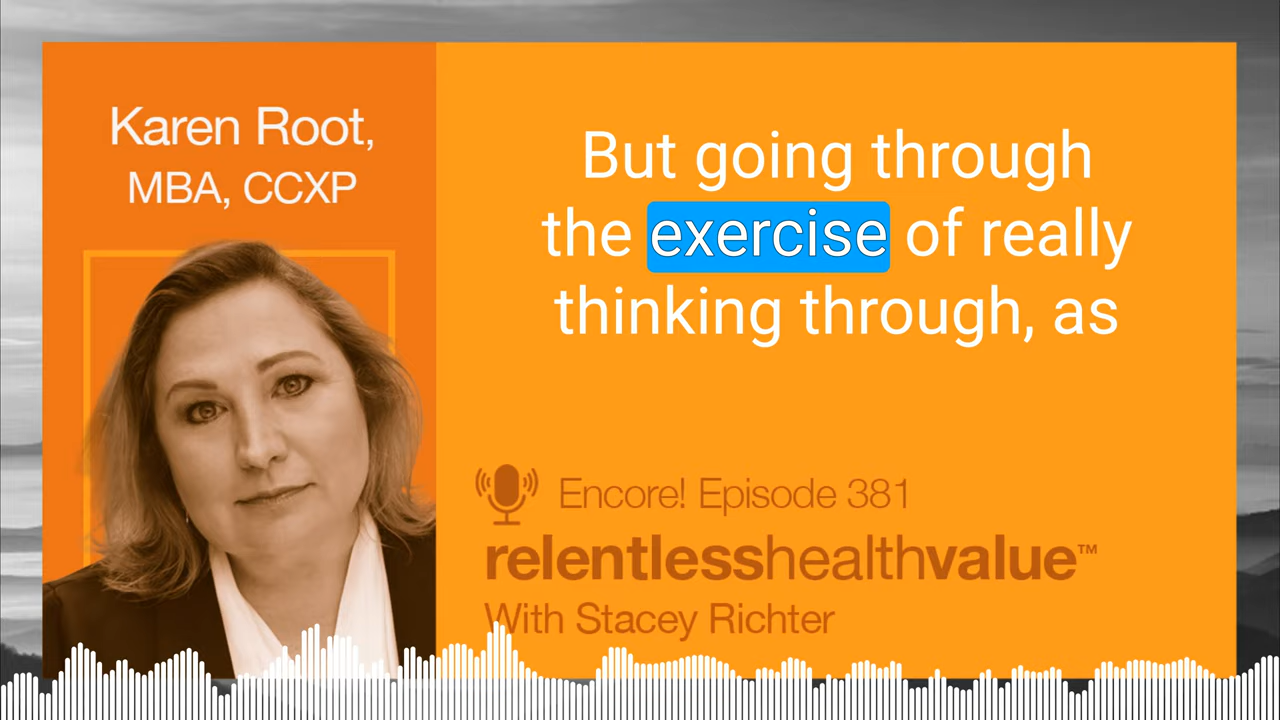 Karen Root,
MBA, CCXP
But going through
the exercise of really
thinking through, as
Encore! Episode 381
relentlesshealthvalue™
With Stacey Richter